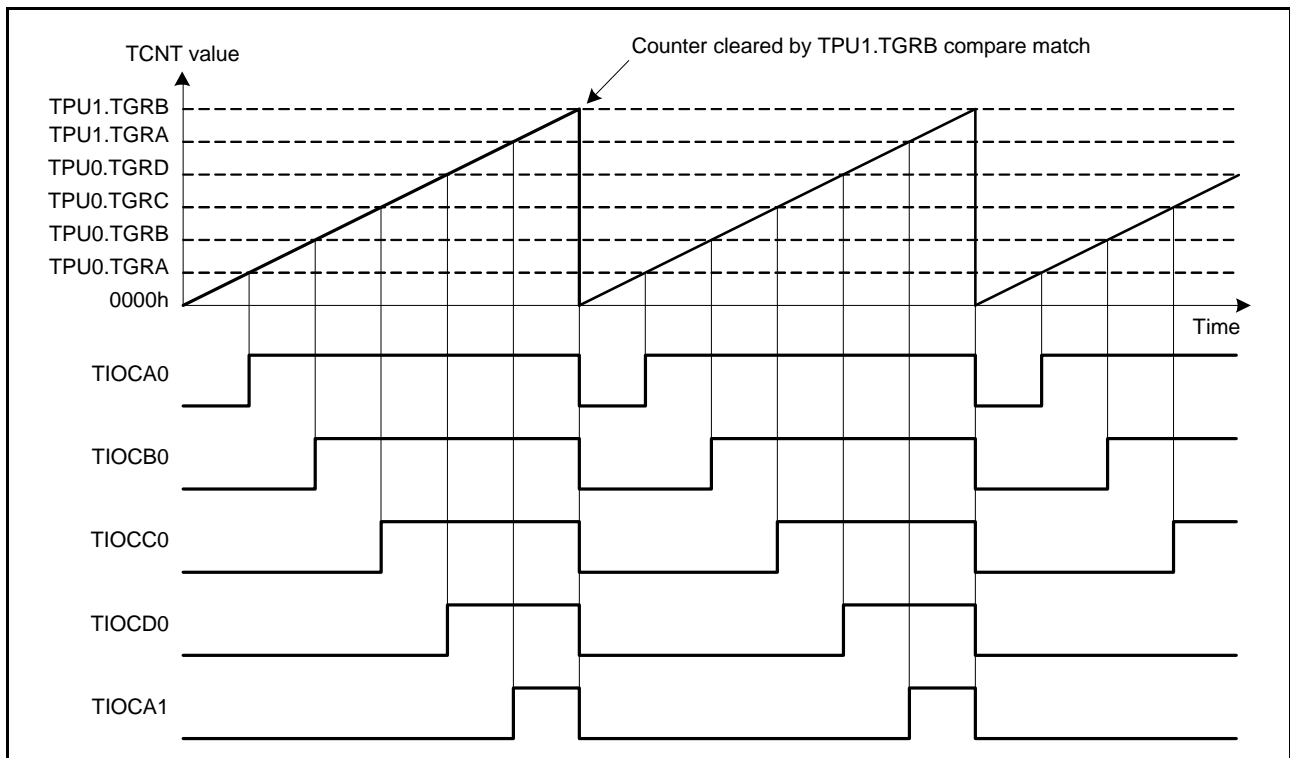 Counter cleared by TPU1.TGRB compare match
TCNT value
TPU1.TGRB
TPU1.TGRA
TPU0.TGRD
TPU0.TGRC
TPU0.TGRB
TPU0.TGRA
0000h
Time
TIOCA0
TIOCB0
TIOCC0
TIOCD0
TIOCA1